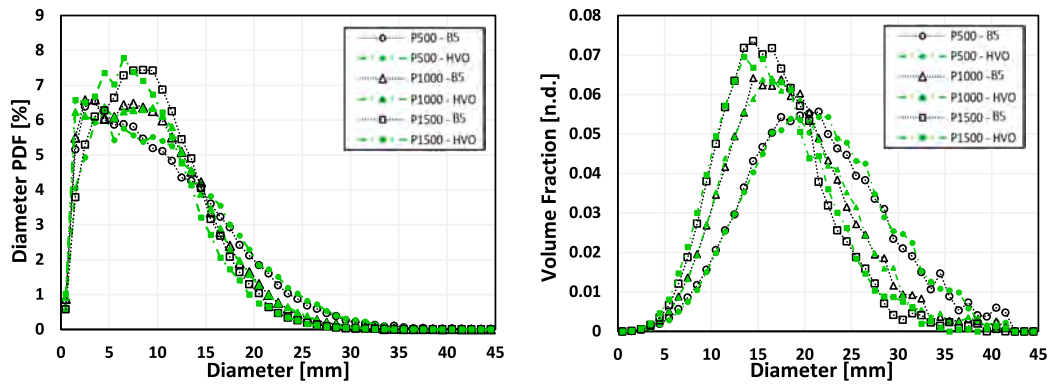 Diameter PDF [%]
9
8
7
6
5
4
3
2
1
0
P500 - B5
P500 - HVO
P1000 - B5
P1000 - HVO
P1500 - B5
P1500 - HVO
0 5 10 15 20 25 30 35 40 45
Diameter [mm]
Volume Fraction [n.d.]
0.08
0.07
0.06
0.05
0.04
0.03
0.02
0.01
0.00
P500 - B5
P500 - HVO
P1000 - B5
P1000 - HVO
P1500 - B5
P1500 - HVO
0 5 10 15 20 25 30 35 40 45
Diameter [mm]